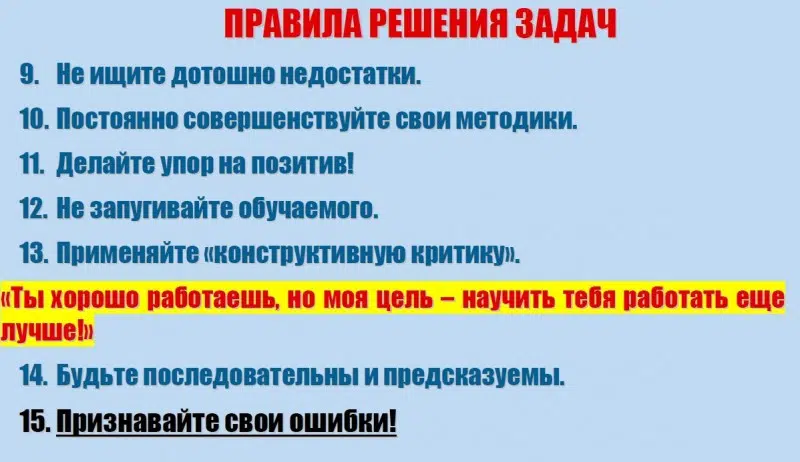 ПРАВИЛА РЕШЕНИЯ ЗАДАЧ
9. Не ищите дотошно недостатки.
10. Постоянно совершенствуйте свои методики.
11. Делайте упор на позитив!
12. Не запугивайте обучаемого.
13. Применяйте «конструктивную критику».
«Ты хорошо работаешь, но моя цель – научить тебя работать еще
лучше!»
14. Будьте последовательны и предсказуемы.
15. Признавайте свои ошибки!